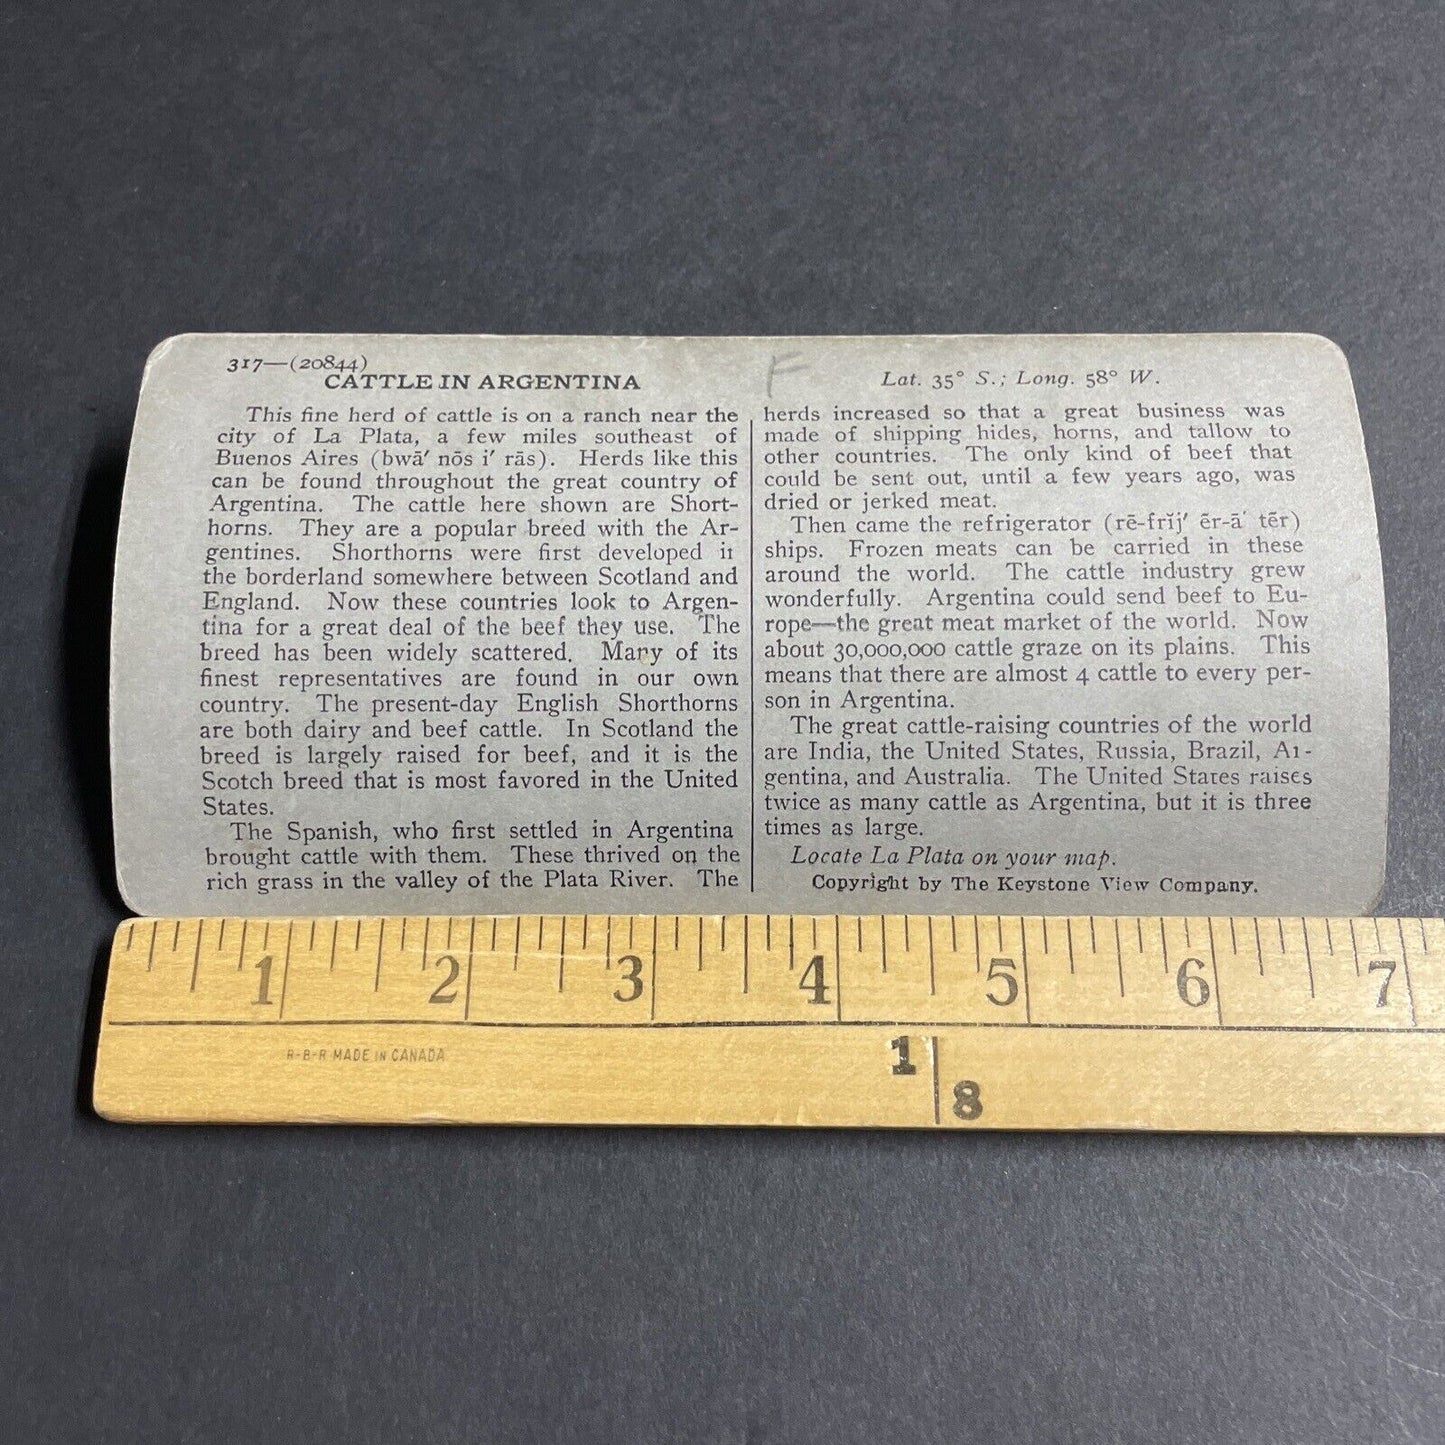 317—(20844)
CATTLE IN ARGENTINA
F
Lat. 35° S.; Long. 58° W.
This fine herd of cattle is on a ranch near the
city of La Plata, a few miles southeast of
Buenos Aires (bwā′ nōs i′ rās). Herds like this
can be found throughout the great country of
Argentina. The cattle here shown are Short-
horns. They are a popular breed with the Ar-
gentines. Shorthorns were first developed in
the borderland somewhere between Scotland and
England. Now these countries look to Argen-
tina for a great deal of the beef they use. The
breed has been widely scattered. Many of its
finest representatives are found in our own
country. The present-day English Shorthorns
are both dairy and beef cattle. In Scotland the
breed is largely raised for beef, and it is the
Scotch breed that is most favored in the United
States.
The Spanish, who first settled in Argentina
brought cattle with them. These thrived on the
rich grass in the valley of the Plata River. The
herds increased so that a great business was
made of shipping hides, horns, and tallow to
other countries. The only kind of beef that
could be sent out, until a few years ago, was
dried or jerked meat.
Then came the refrigerator (rē-frĭj′ ẽr-ā′ tẽr)
ships. Frozen meats can be carried in these
around the world. The cattle industry grew
wonderfully. Argentina could send beef to Eu-
rope—the great meat market of the world. Now
about 30,000,000 cattle graze on its plains. This
means that there are almost 4 cattle to every per-
son in Argentina.
The great cattle-raising countries of the world
are India, the United States, Russia, Brazil, Ar-
gentina, and Australia. The United States raises
twice as many cattle as Argentina, but it is three
times as large.
Locate La Plata on your map.
Copyright by The Keystone View Company.
1 2 3 4 5 6 7
R-B-R MADE IN CANADA
1
8